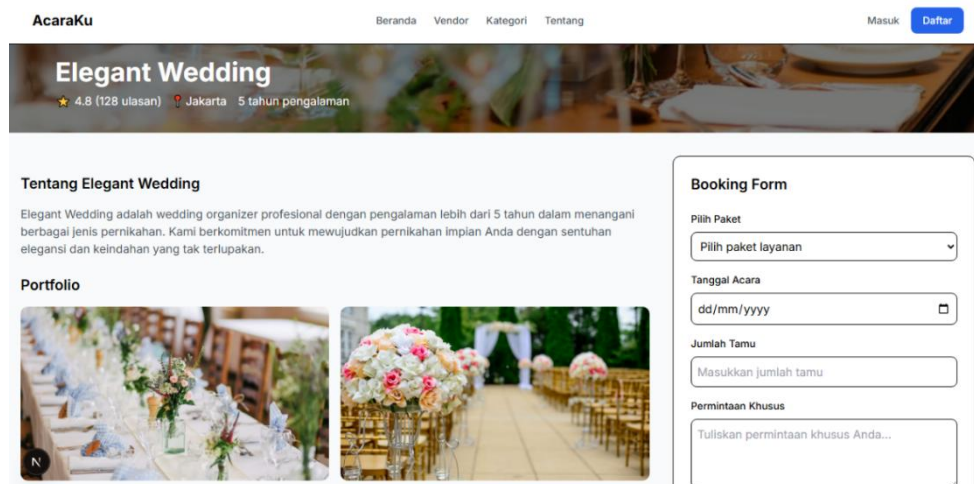 AcaraKu
Beranda Vendor Kategori Tentang
Masuk Daftar
Elegant Wedding
4.8 (128 ulasan) Jakarta 5 tahun pengalaman
Tentang Elegant Wedding
Elegant Wedding adalah wedding organizer profesional dengan pengalaman lebih dari 5 tahun dalam menangani
berbagai jenis pernikahan. Kami berkomitmen untuk mewujudkan pernikahan impian Anda dengan sentuhan
elegansi dan keindahan yang tak terlupakan.
Portfolio
N
Booking Form
Pilih Paket
Pilih paket layanan
Tanggal Acara
dd/mm/yyyy
Jumlah Tamu
Masukkan jumlah tamu
Permintaan Khusus
Tuliskan permintaan khusus Anda...